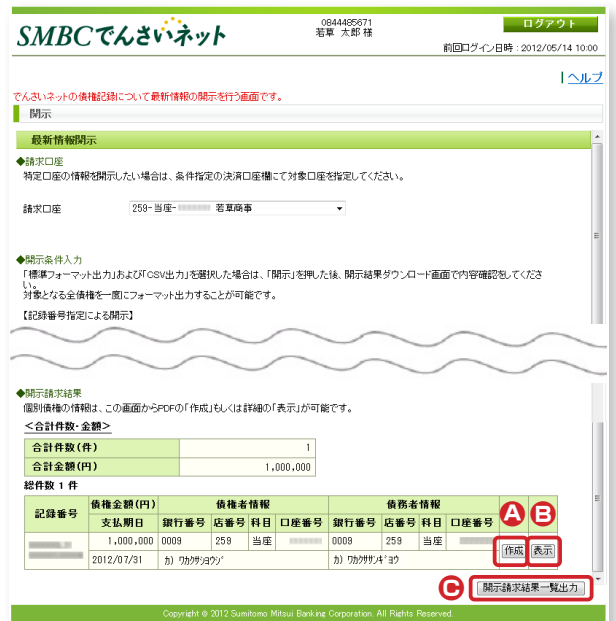 SMBCでんさいネット
0844485671
若草 太郎 様
ログアウト
前回ログイン日時：2012/05/14 10:00
ヘルプ
でんさいネットの債権記録について最新情報の開示を行う画面です。
開示
最新情報開示
◆請求口座
特定口座の情報を開示したい場合は、条件指定の決済口座欄にて対象口座を指定してください。
請求口座 259-当座- 若草商事
◆開示条件入力
「標準フォーマット出力」および「CSV出力」を選択した場合は、「開示」を押した後、開示結果ダウンロード画面で内容確認をしてくださ
い。
対象となる全債権を一度にフォーマット出力することが可能です。
【記録番号指定による開示】
◆開示請求結果
個別債権の情報は、この画面からPDFの「作成」もしくは詳細の「表示」が可能です。
＜合計件数・金額＞
合計件数(件) 1
合計金額(円) 1,000,000
総件数 1 件
A B
記録番号 債権金額(円) 債権者情報 債務者情報
支払期日 銀行番号 店番号 科目 口座番号 銀行番号 店番号 科目 口座番号
1,000,000 0009 259 当座 0009 259 当座 作成 表示
2012/07/31 カ）ワカクサシヨウジ カ）ワカクササンギヨウ
C 開示請求結果一覧出力
Copyright © 2012 Sumitomo Mitsui Banking Corporation. All Rights Reserved.